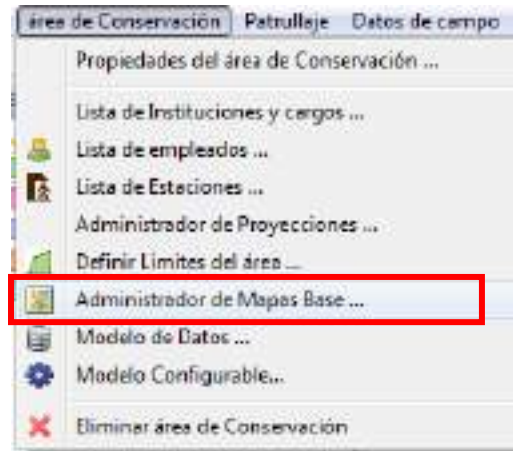 área de Conservación Patrullaje Datos de campo
Propiedades del área de Conservación ...
Lista de Instituciones y cargos ...
Lista de empleados ...
Lista de Estaciones ...
Administrador de Proyecciones ...
Definir Limites del área ...
Administrador de Mapas Base ...
Modelo de Datos ...
Modelo Configurable...
Eliminar área de Conservación